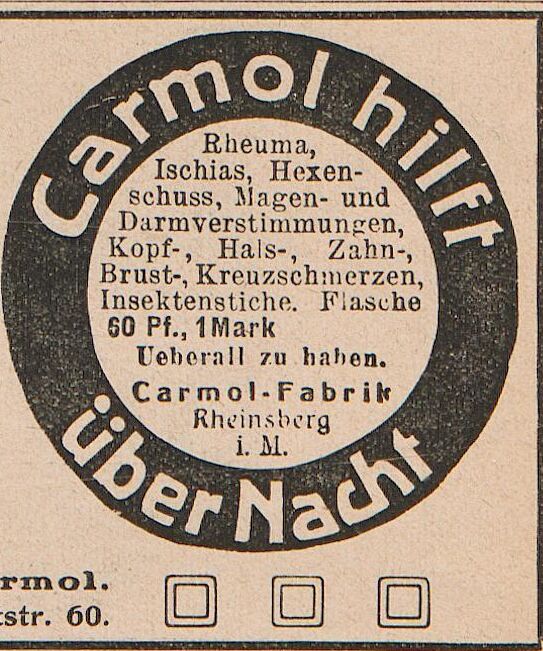 Carmol hilft
Rheuma,
Ischias, Hexen-
schuss, Magen- und
Darmverstimmungen,
Kopf-, Hals-, Zahn-,
Brust-, Kreuzschmerzen,
Insektenstiche. Flasche
60 Pf., 1 Mark
Ueberall zu haben.
Carmol-Fabrik
Rheinsberg
i. M.
über Nacht
rmol.
tstr. 60.